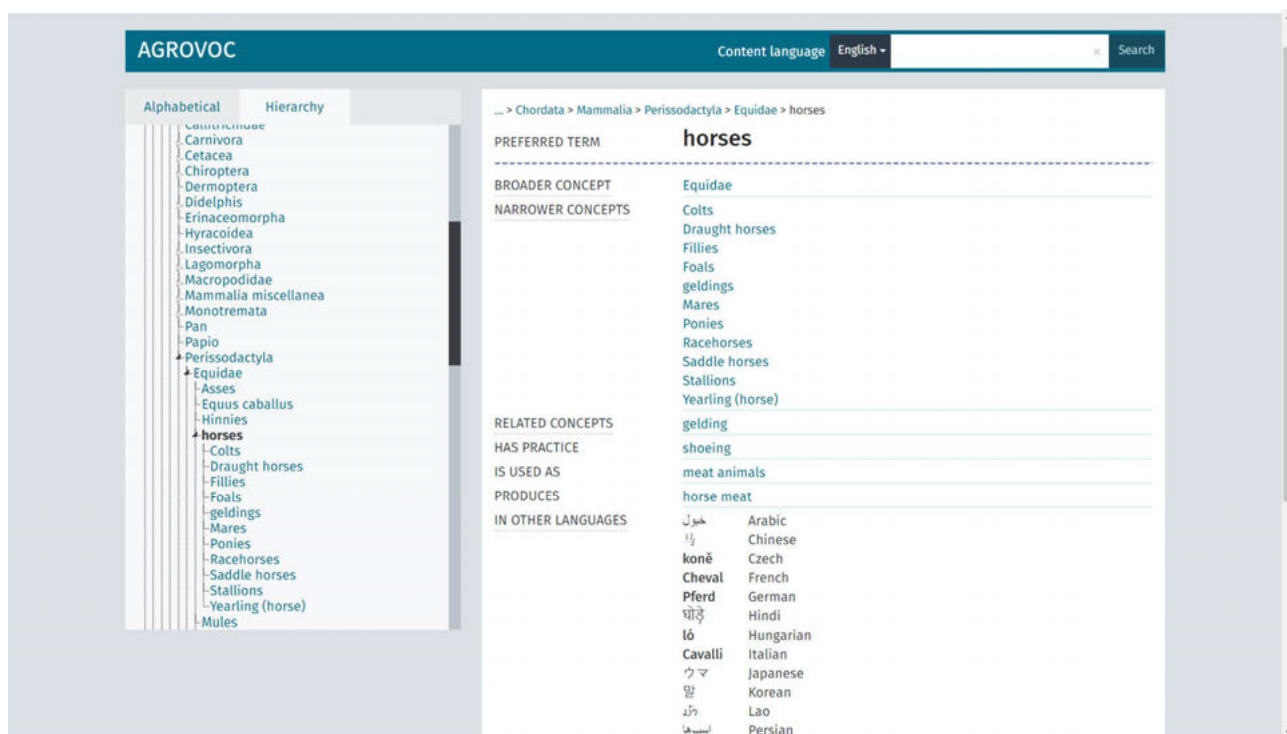 AGROVOC
Content language English
× Search
Alphabetical Hierarchy
Callitrichidae
Carnivora
Cetacea
Chiroptera
Dermoptera
Didelphis
Erinaceomorpha
Hyracoidea
Insectivora
Lagomorpha
Macropodidae
Mammalia miscellanea
Monotremata
Pan
Papio
Perissodactyla
Equidae
Asses
Equus caballus
Hinnies
horses
Colts
Draught horses
Fillies
Foals
geldings
Mares
Ponies
Racehorses
Saddle horses
Stallions
Yearling (horse)
Mules
... > Chordata > Mammalia > Perissodactyla > Equidae > horses
PREFERRED TERM horses
BROADER CONCEPT Equidae
NARROWER CONCEPTS Colts
Draught horses
Fillies
Foals
geldings
Mares
Ponies
Racehorses
Saddle horses
Stallions
Yearling (horse)
RELATED CONCEPTS gelding
HAS PRACTICE shoeing
IS USED AS meat animals
PRODUCES horse meat
IN OTHER LANGUAGES خيول Arabic
Chinese
koně Czech
Cheval French
Pferd German
घोड़े Hindi
ló Hungarian
Cavalli Italian
ウマ Japanese
말 Korean
Lao
Persian